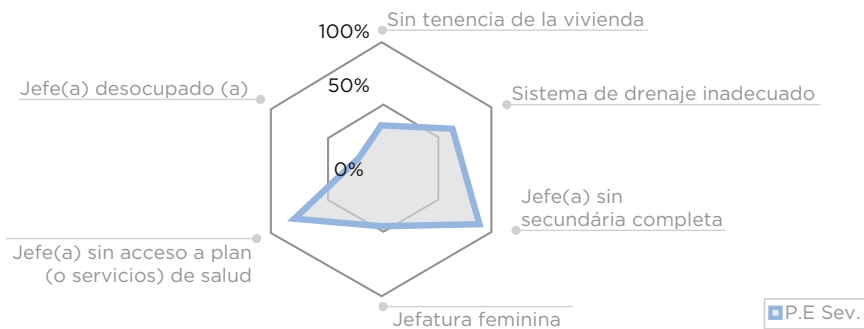 Sin tenencia de la vivienda
100%
50%
0%
Jefe(a) desocupado (a)
Sistema de drenaje inadecuado
Jefe(a) sin
secundária completa
Jefe(a) sin acceso a plan
(o servicios) de salud
Jefatura feminina
P.E Sev.